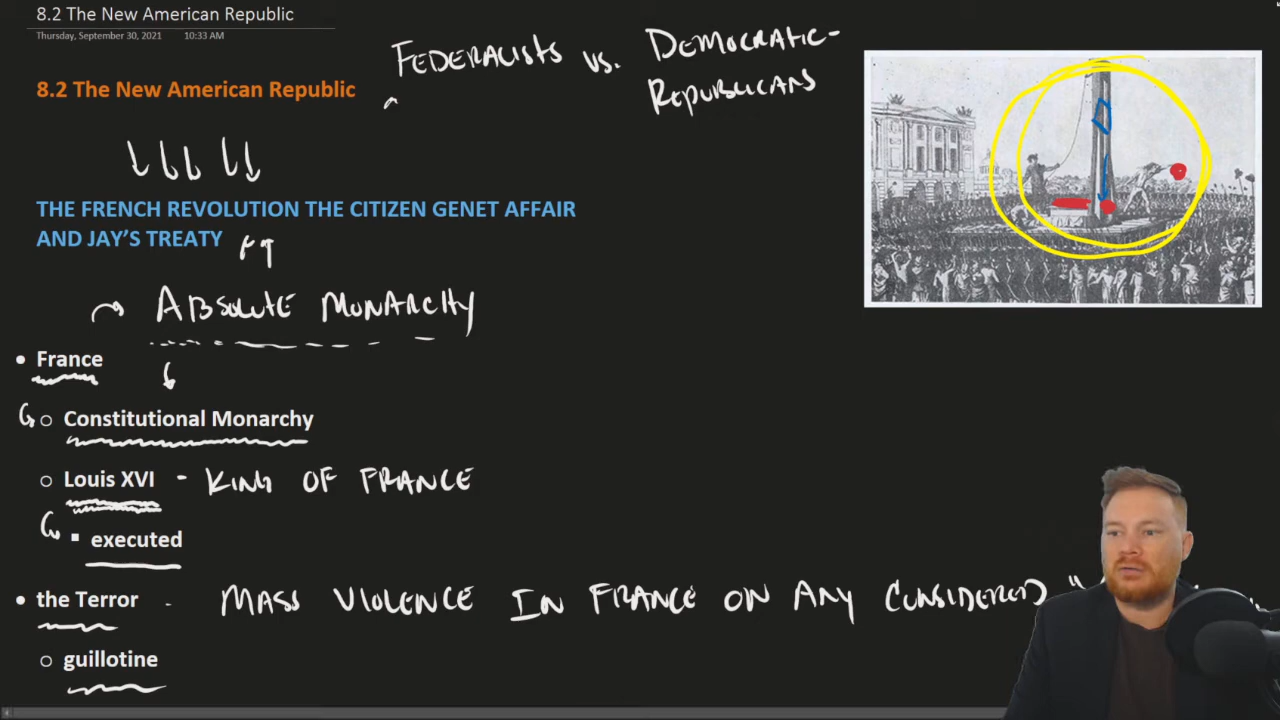 8.2 The New American Republic
Thursday, September 30, 2021 10:33 AM
FEDERALISTS VS. DEMOCRATIC-
REPUBLICANS
8.2 The New American Republic
THE FRENCH REVOLUTION THE CITIZEN GENET AFFAIR
AND JAY'S TREATY
ABSOLUTE MONARCHY
• France
○ Constitutional Monarchy
○ Louis XVI - KING OF FRANCE
▪ executed
• the Terror - MASS VIOLENCE IN FRANCE ON ANY CONSIDERED "
○ guillotine